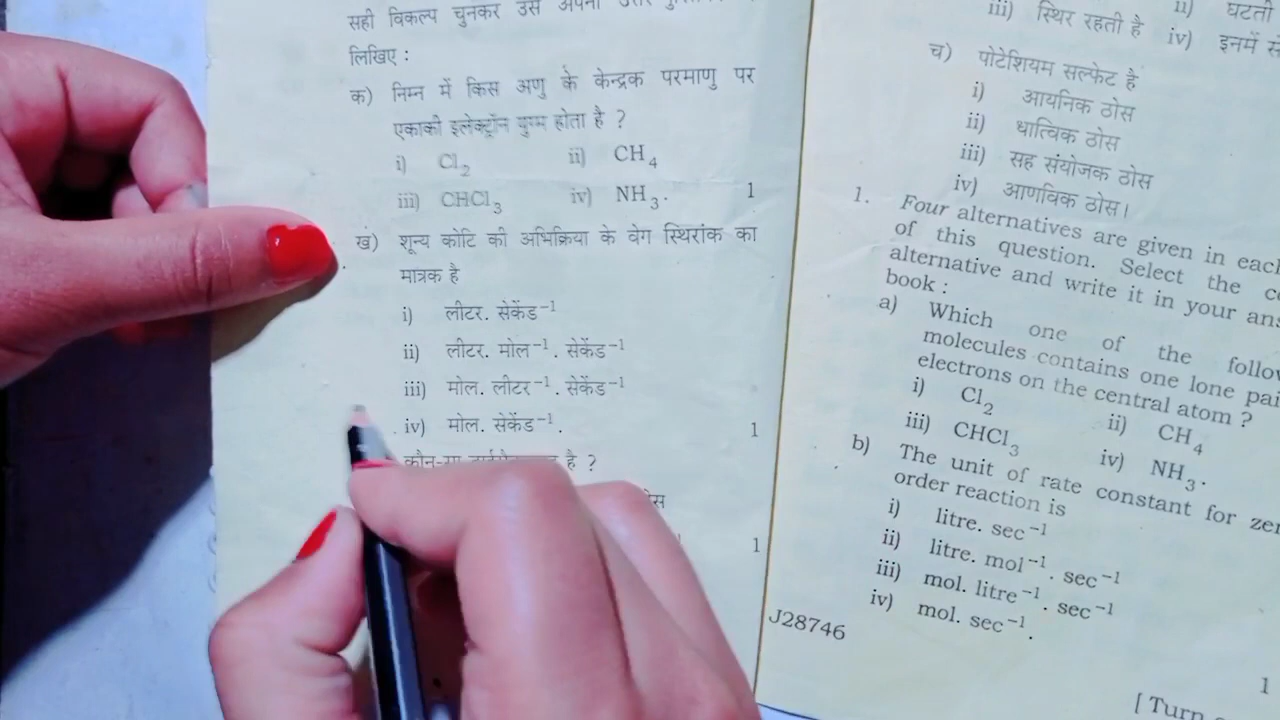 सही विकल्प चुनकर उसे अपनी
लिखिए :
क) निम्न में किस अणु के केन्द्रक परमाणु पर
एकाकी इलेक्ट्रॉन युग्म होता है ?
i) Cl₂ ii) CH₄
iii) CHCl₃ iv) NH₃. 1
ख) शून्य कोटि की अभिक्रिया के वेग स्थिरांक का
मात्रक है
i) लीटर. सेकेंड⁻¹
ii) लीटर. मोल⁻¹ . सेकेंड⁻¹
iii) मोल. लीटर⁻¹ . सेकेंड⁻¹
iv) मोल. सेकेंड⁻¹ . 1
है ?
1
ii) घटती
iii) स्थिर रहती है iv) इनमें
च) पोटेशियम सल्फेट है
i) आयनिक ठोस
ii) धात्विक ठोस
iii) सह संयोजक ठोस
iv) आणविक ठोस।
1. Four alternatives are given in each
of this question. Select the
alternative and write it in your
book :
a) Which one of the
molecules contains one lone
electrons on the central atom ?
i) Cl₂ ii) CH₄
iii) CHCl₃ iv) NH₃.
b) The unit of rate constant for
order reaction is
i) litre. sec⁻¹
ii) litre. mol⁻¹ . sec⁻¹
iii) mol. litre⁻¹ . sec⁻¹
iv) mol. sec⁻¹.
J28746
1
[ Turn